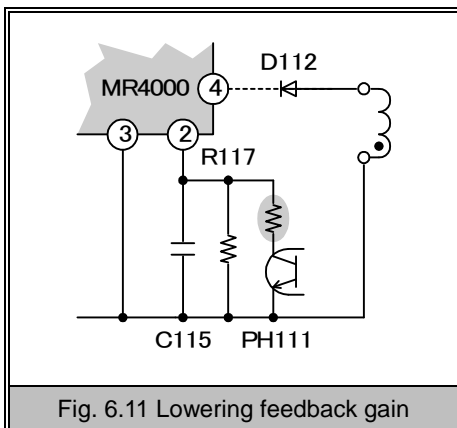 D112
MR4000
4
3
2
R117
C115
PH111
Fig. 6.11 Lowering feedback gain